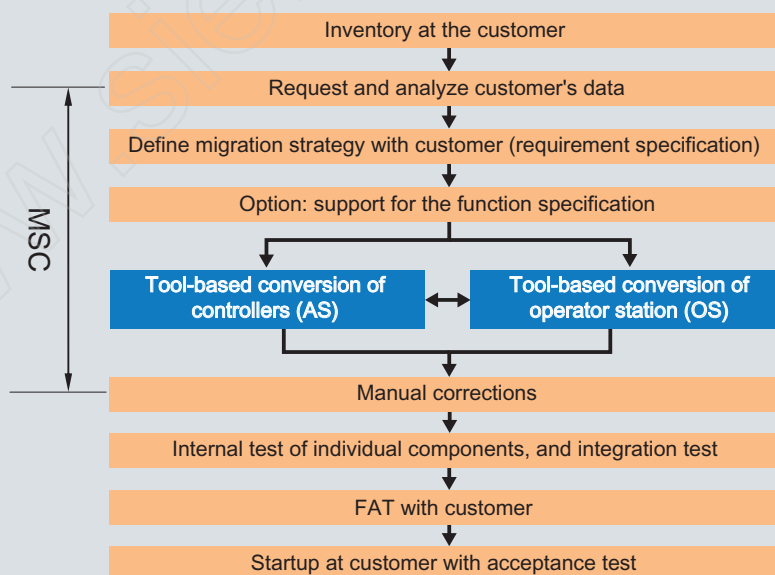 Inventory at the customer
Request and analyze customer's data
Define migration strategy with customer (requirement specification)
Option: support for the function specification
MSC
Tool-based conversion of
controllers (AS)
Tool-based conversion of
operator station (OS)
Manual corrections
Internal test of individual components, and integration test
FAT with customer
Startup at customer with acceptance test